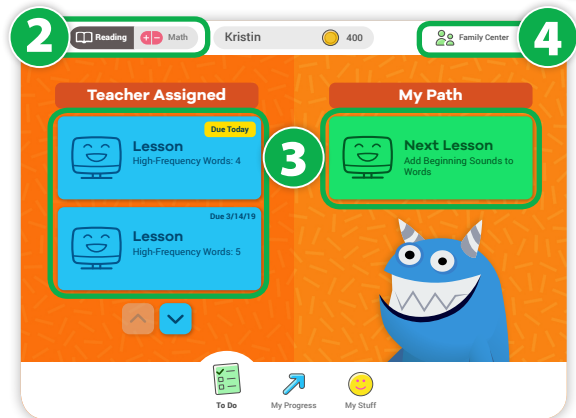 2
Reading
Math
Kristin
400
Family Center
4
Teacher Assigned
My Path
Due Today
Lesson
High-Frequency Words: 4
3
Next Lesson
Add Beginning Sounds to
Words
Due 3/14/19
Lesson
High-Frequency Words: 5
To Do
My Progress
My Stuff